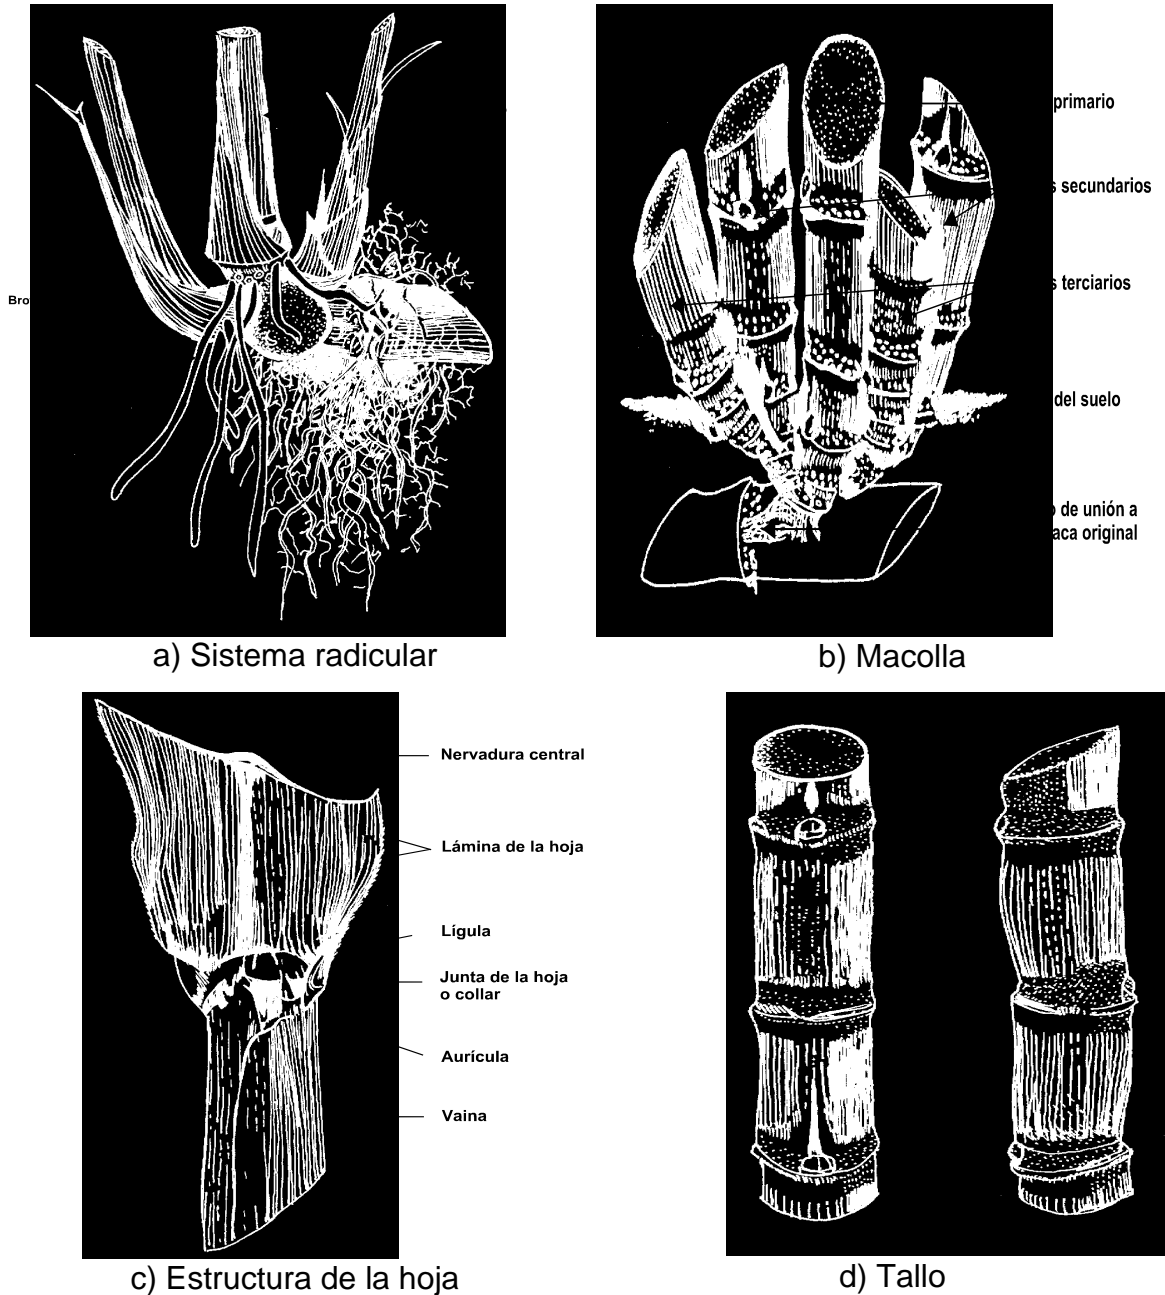 primario
s secundarios
Bro
s terciarios
del suelo
o de unión a
aca original
a) Sistema radicular
b) Macolla
Nervadura central
Lámina de la hoja
Lígula
Junta de la hoja
o collar
Aurícula
Vaina
c) Estructura de la hoja
d) Tallo